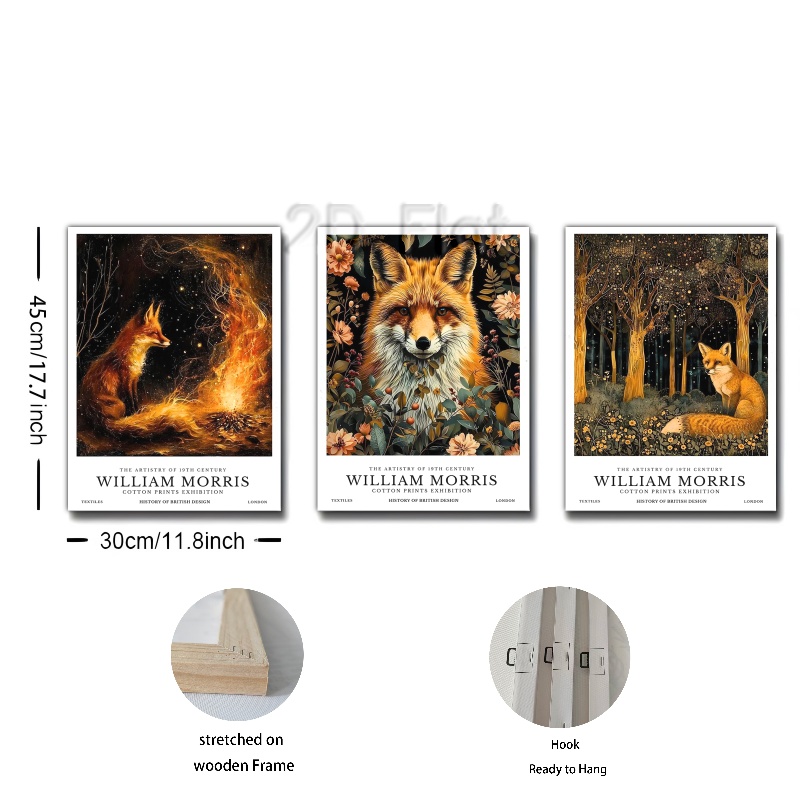 2D Flat
45cm/17.7inch
THE ARTISTRY OF 19TH CENTURY
WILLIAM MORRIS
COTTON PRINTS EXHIBITION
TEXTILES HISTORY OF BRITISH DESIGN LONDON
THE ARTISTRY OF 19TH CENTURY
WILLIAM MORRIS
COTTON PRINTS EXHIBITION
TEXTILES HISTORY OF BRITISH DESIGN LONDON
THE ARTISTRY OF 19TH CENTURY
WILLIAM MORRIS
COTTON PRINTS EXHIBITION
TEXTILES HISTORY OF BRITISH DESIGN LONDON
30cm/11.8inch
stretched on
wooden Frame
Hook
Ready to Hang